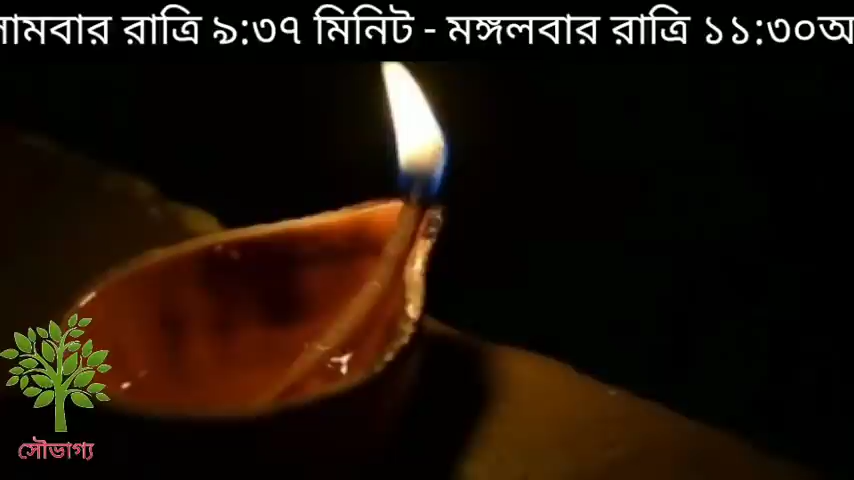 রাত্রি ৯:৩৭ মিনিট - মঙ্গলবার রাত্রি ১১:৩০
সৌভাগ্য